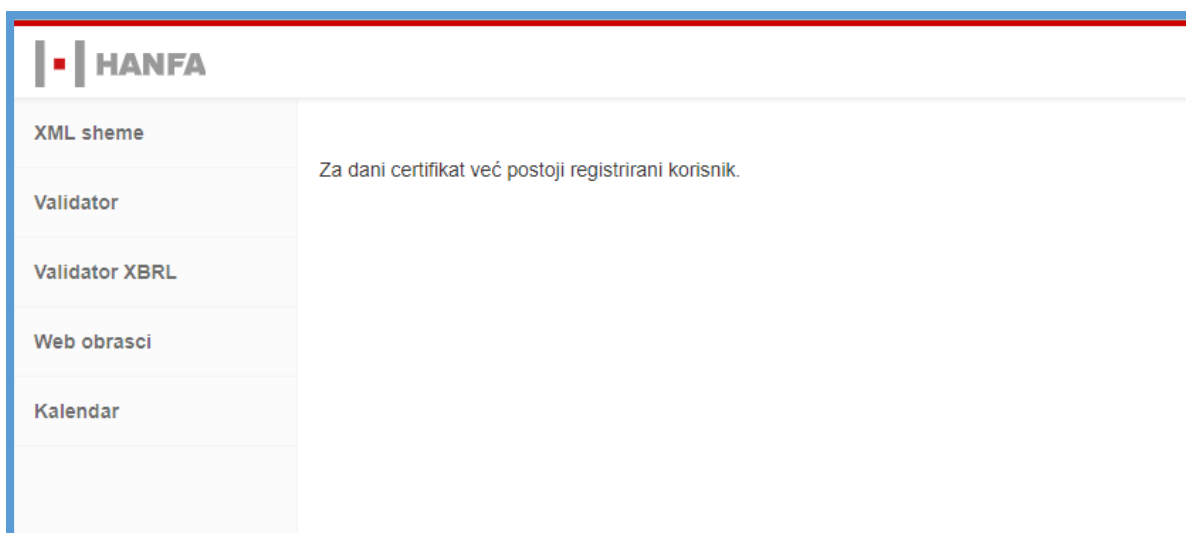 HANFA
XML sheme
Za dani certifikat već postoji registrirani korisnik.
Validator
Validator XBRL
Web obrasci
Kalendar